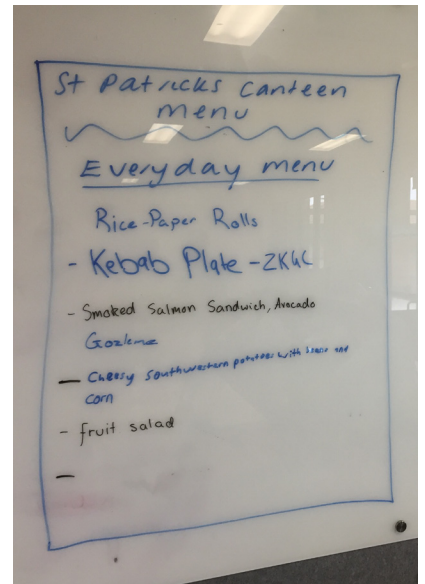 St Patricks Canteen
menu
Everyday menu
Rice-Paper Rolls
- Kebab Plate -
- Smoked Salmon Sandwich, Avocado
Gozleme
- Cheesy Southwestern potatoes with and
corn
- fruit salad
-